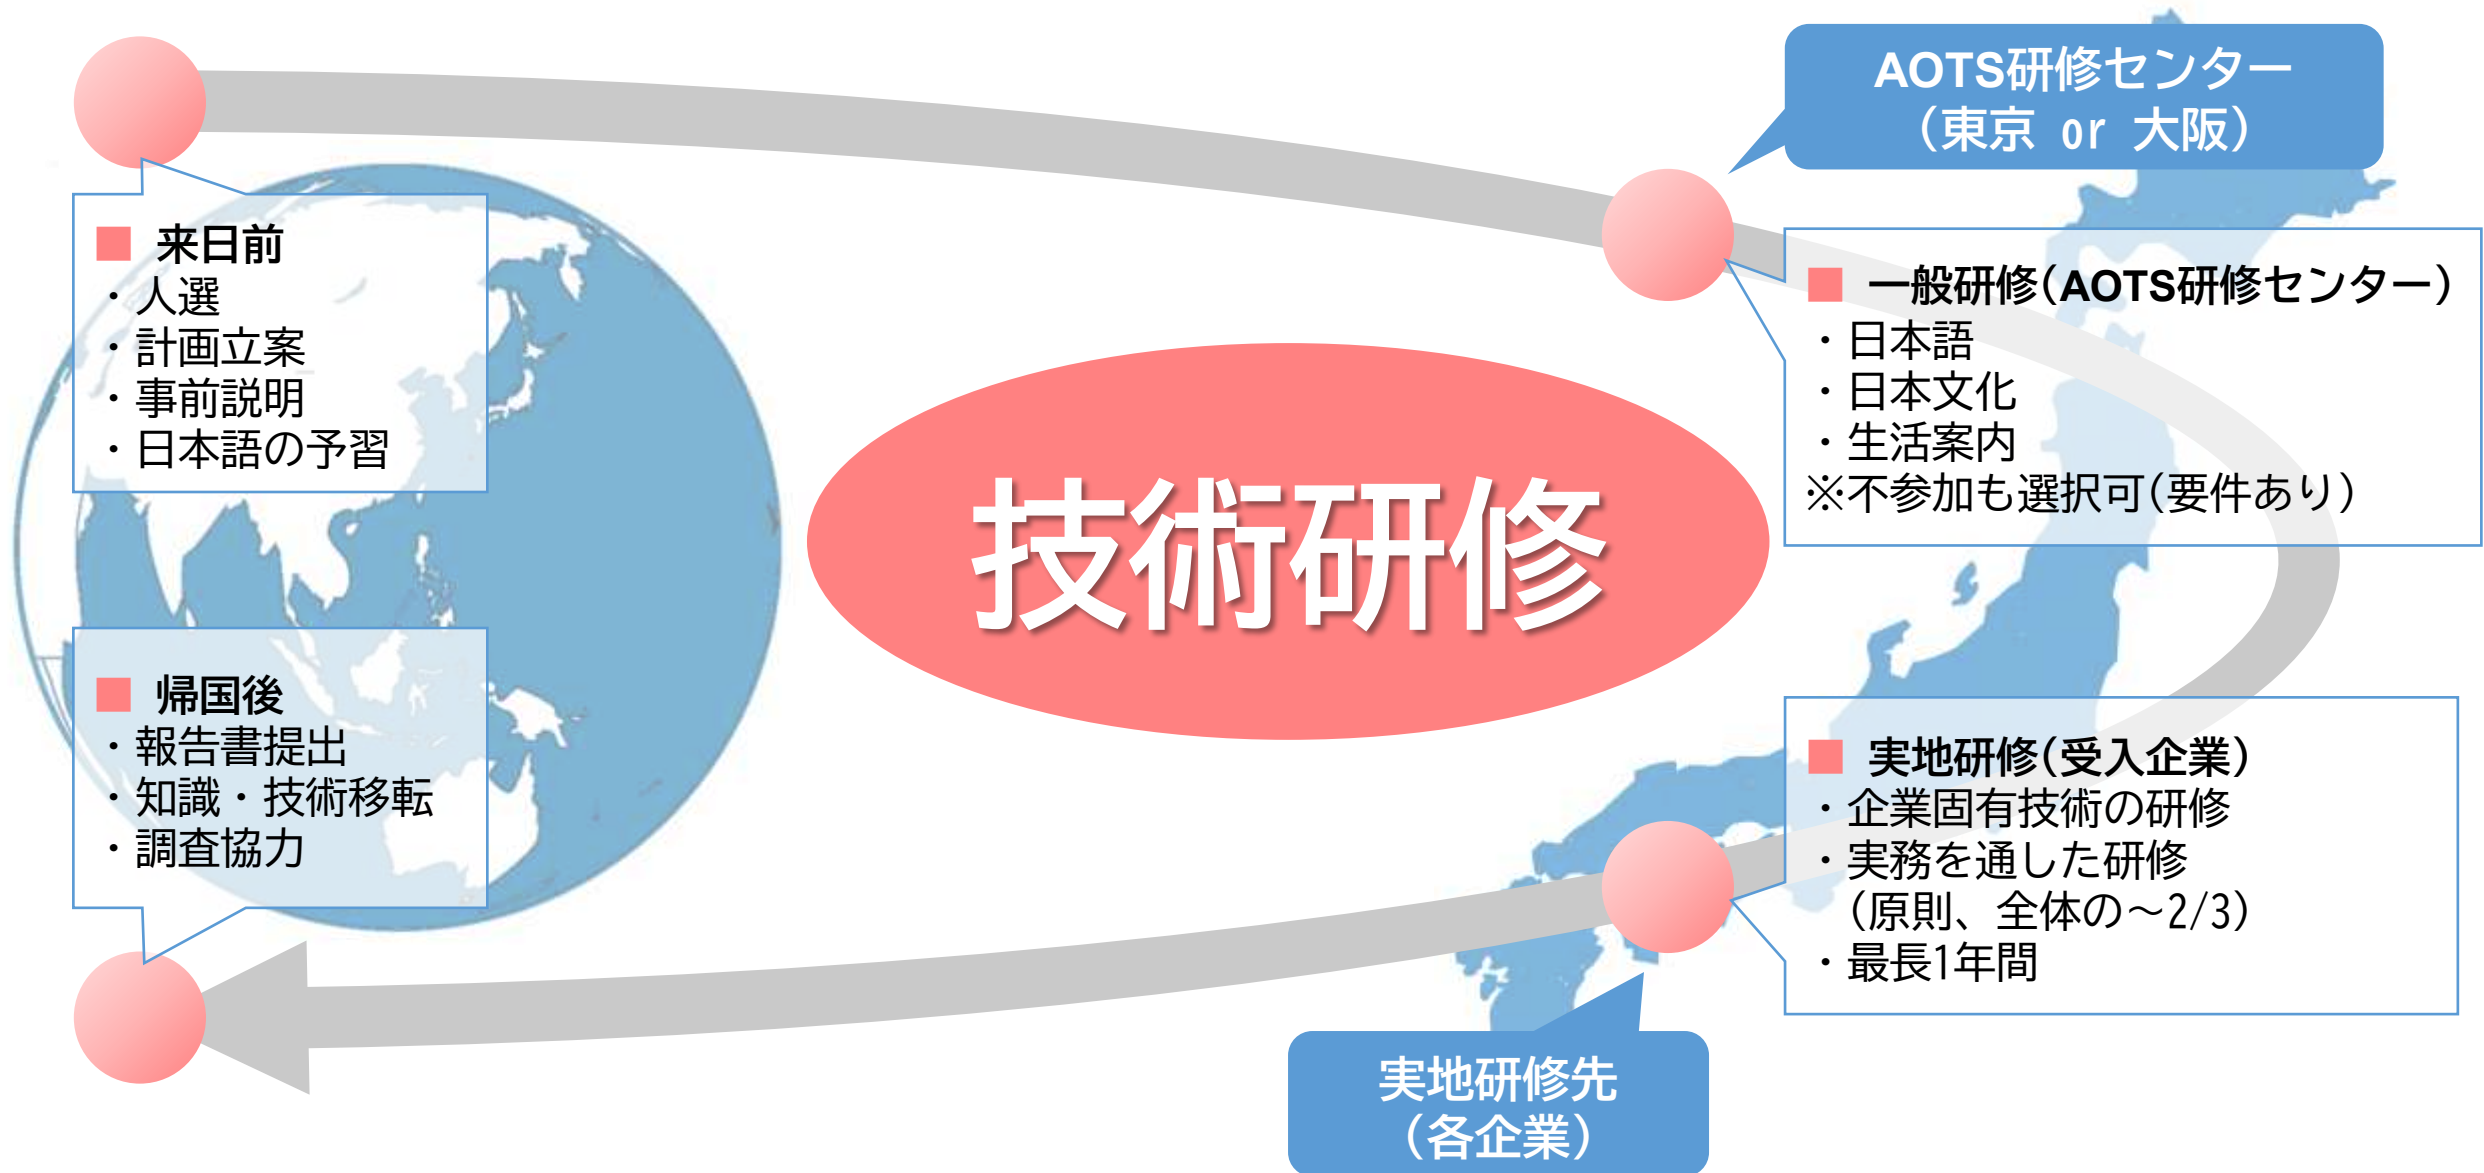 AOTS研修センター
（東京 or 大阪）
■ 来日前
・人選
・計画立案
・事前説明
・日本語の予習
■ 一般研修(AOTS研修センター)
・日本語
・日本文化
・生活案内
※不参加も選択可(要件あり)
技術研修
■ 帰国後
・報告書提出
・知識・技術移転
・調査協力
■ 実地研修(受入企業)
・企業固有技術の研修
・実務を通した研修
(原則、全体の～2/3)
・最長1年間
実地研修先
（各企業）